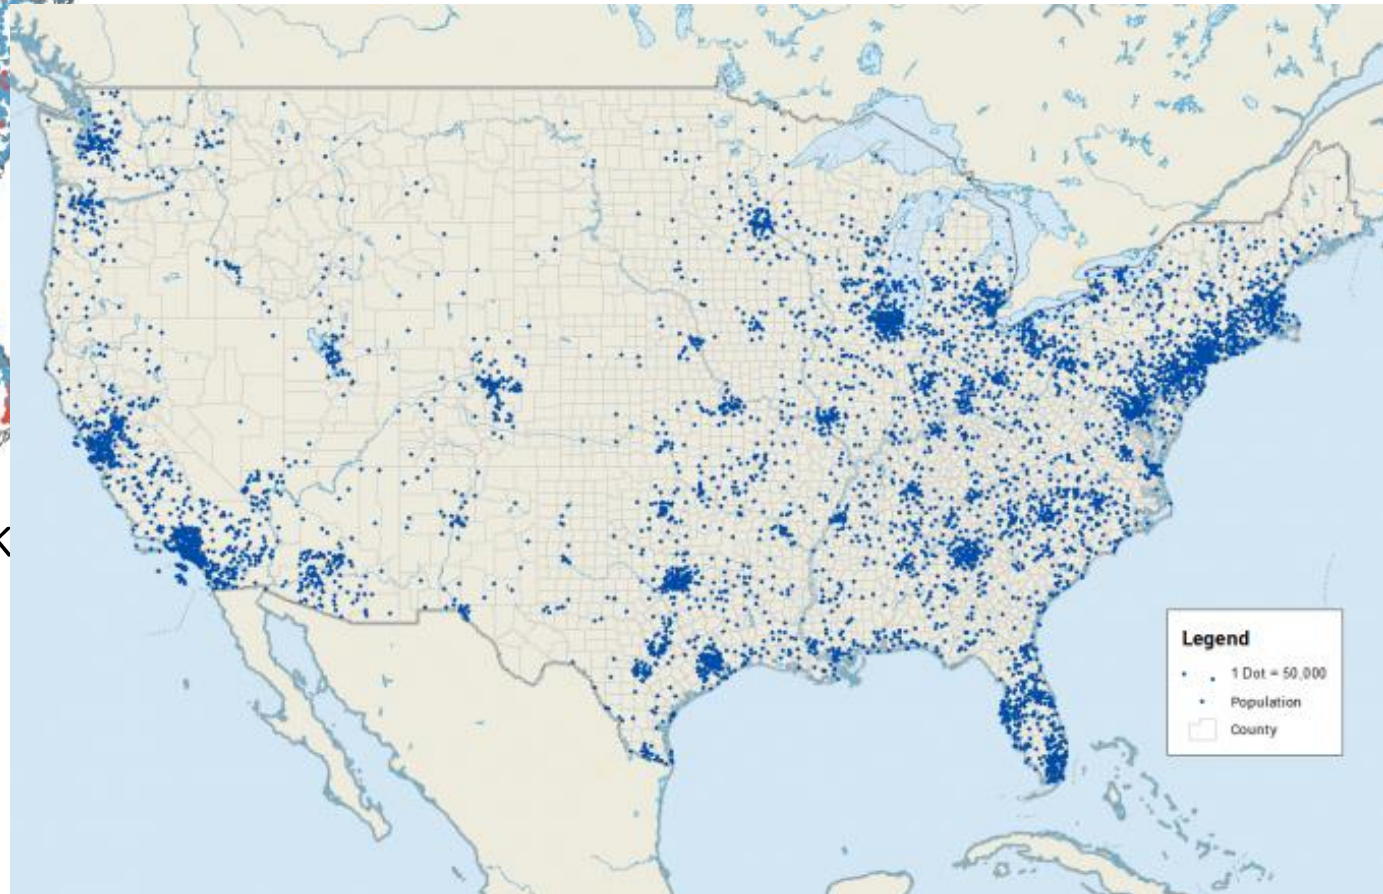 K
Legend
1 Dot = 50,000
Population
County